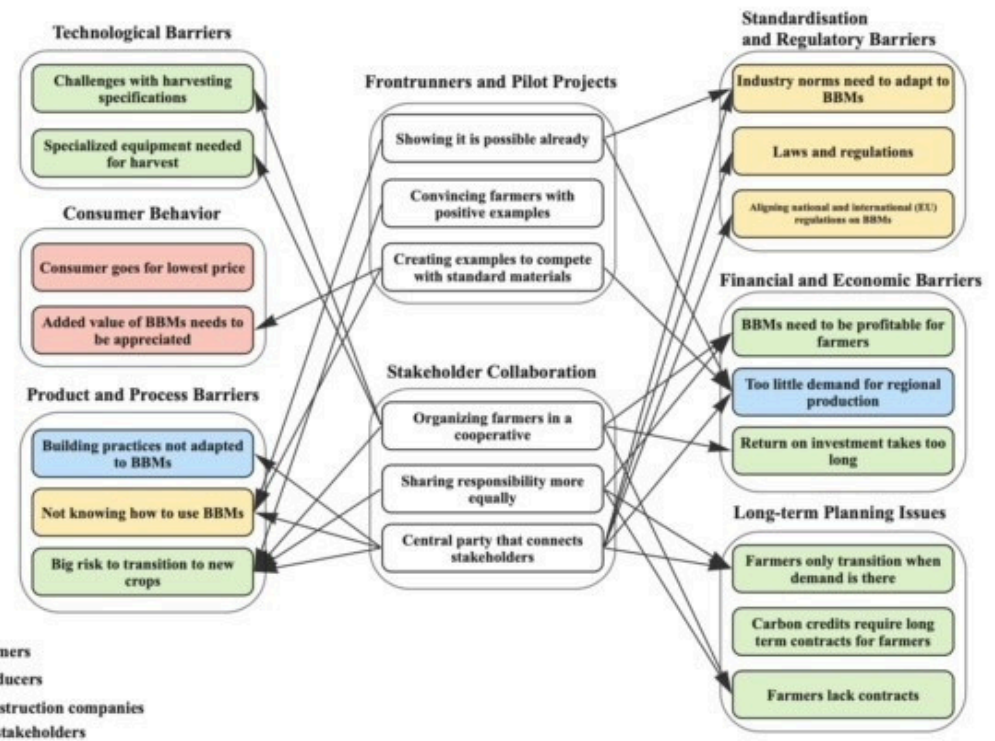 Technological Barriers
Challenges with harvesting
specifications
Specialized equipment needed
for harvest
Consumer Behavior
Consumer goes for lowest price
Added value of BBMs needs to
be appreciated
Product and Process Barriers
Building practices not adapted
to BBMs
Not knowing how to use BBMs
Big risk to transition to new
crops
Frontrunners and Pilot Projects
Showing it is possible already
Convincing farmers with
positive examples
Creating examples to compete
with standard materials
Stakeholder Collaboration
Organizing farmers in a
cooperative
Sharing responsibility more
equally
Central party that connects
stakeholders
Standardisation
and Regulatory Barriers
Industry norms need to adapt to
BBMs
Laws and regulations
Aligning national and international (EU)
regulations on BBMs
Financial and Economic Barriers
BBMs need to be profitable for
farmers
Too little demand for regional
production
Return on investment takes too
long
Long-term Planning Issues
Farmers only transition when
demand is there
Carbon credits require long
term contracts for farmers
Farmers lack contracts
mers
ducers
struction companies
stakeholders